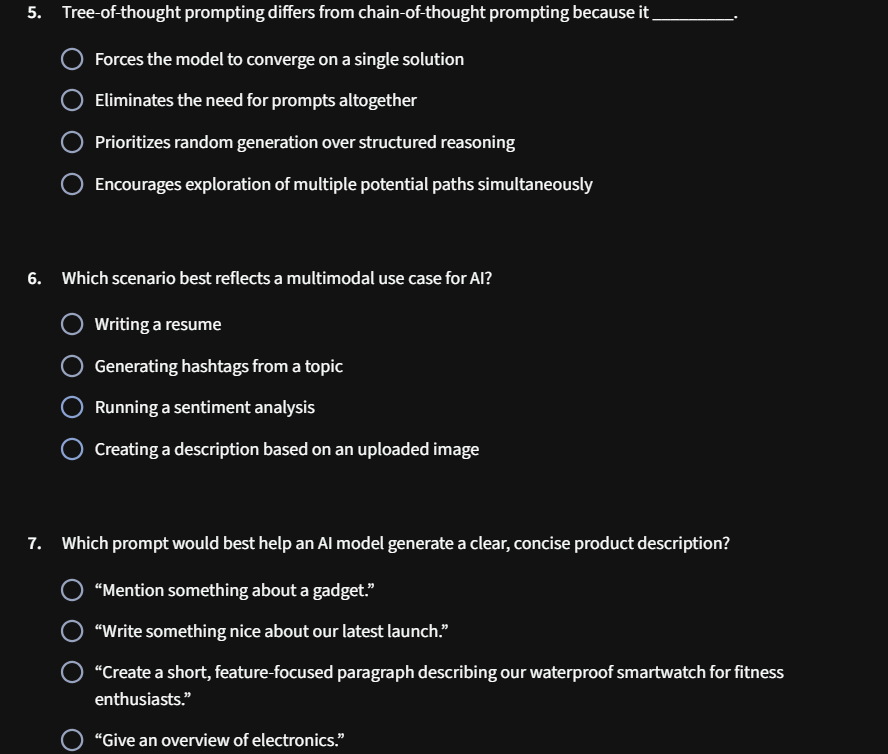 5. Tree-of-thought prompting differs from chain-of-thought prompting because it __________.
Forces the model to converge on a single solution
Eliminates the need for prompts altogether
Prioritizes random generation over structured reasoning
Encourages exploration of multiple potential paths simultaneously
6. Which scenario best reflects a multimodal use case for AI?
Writing a resume
Generating hashtags from a topic
Running a sentiment analysis
Creating a description based on an uploaded image
7. Which prompt would best help an AI model generate a clear, concise product description?
“Mention something about a gadget.”
“Write something nice about our latest launch.”
“Create a short, feature-focused paragraph describing our waterproof smartwatch for fitness
enthusiasts.”
“Give an overview of electronics.”